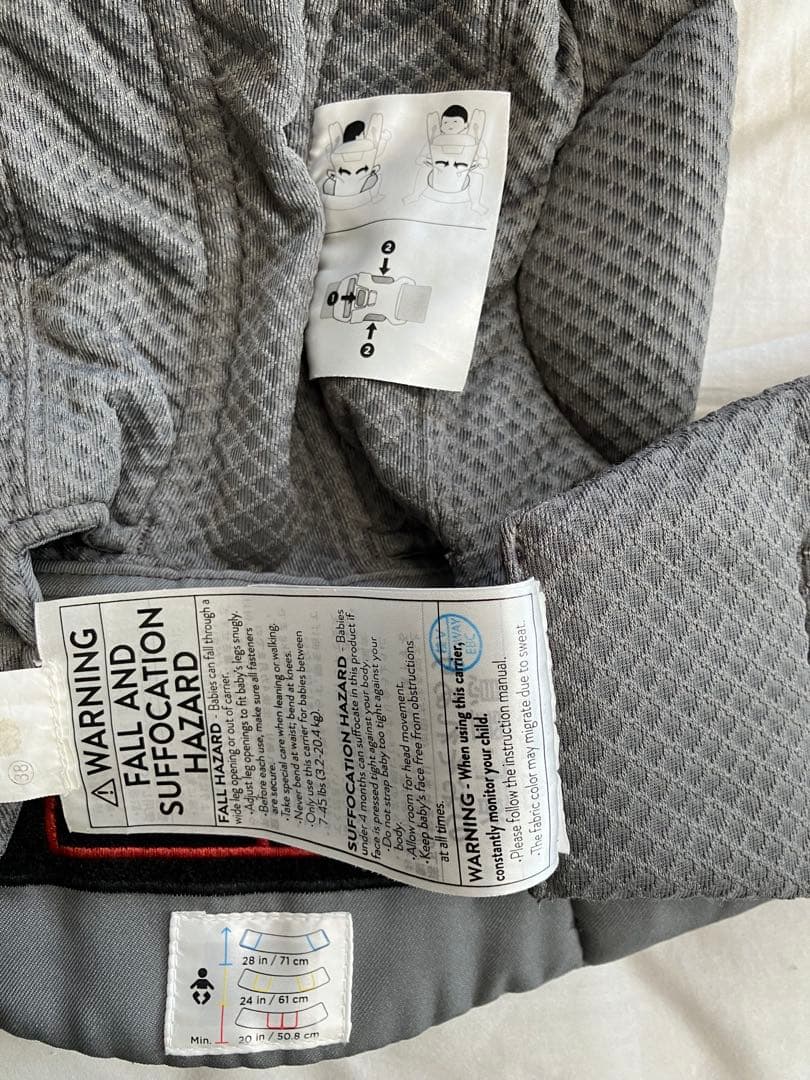 2
1
2
⚠WARNING
FALL AND
SUFFOCATION
HAZARD
FALL HAZARD - Babies can fall through a
wide leg opening or out of carrier.
·Adjust leg openings to fit baby's legs snugly.
·Before each use, make sure all fasteners
are secure.
·Take special care when leaning or walking.
·Never bend at waist; bend at knees.
·Only use this carrier for babies between
7-45 lbs (3.2-20.4 kg).
SUFFOCATION HAZARD - Babies
under 4 months can suffocate in this product if
face is pressed tight against your body.
·Do not strap baby too tight against your
body.
·Allow room for head movement.
·Keep baby's face free from obstructions
at all times.
WARNING - When using this carrier,
constantly monitor your child.
·Please follow the instruction manual.
·The fabric color may migrate due to sweat.
WAY
EBC
38
28 in / 71 cm
24 in / 61 cm
Min. 20 in / 50.8 cm